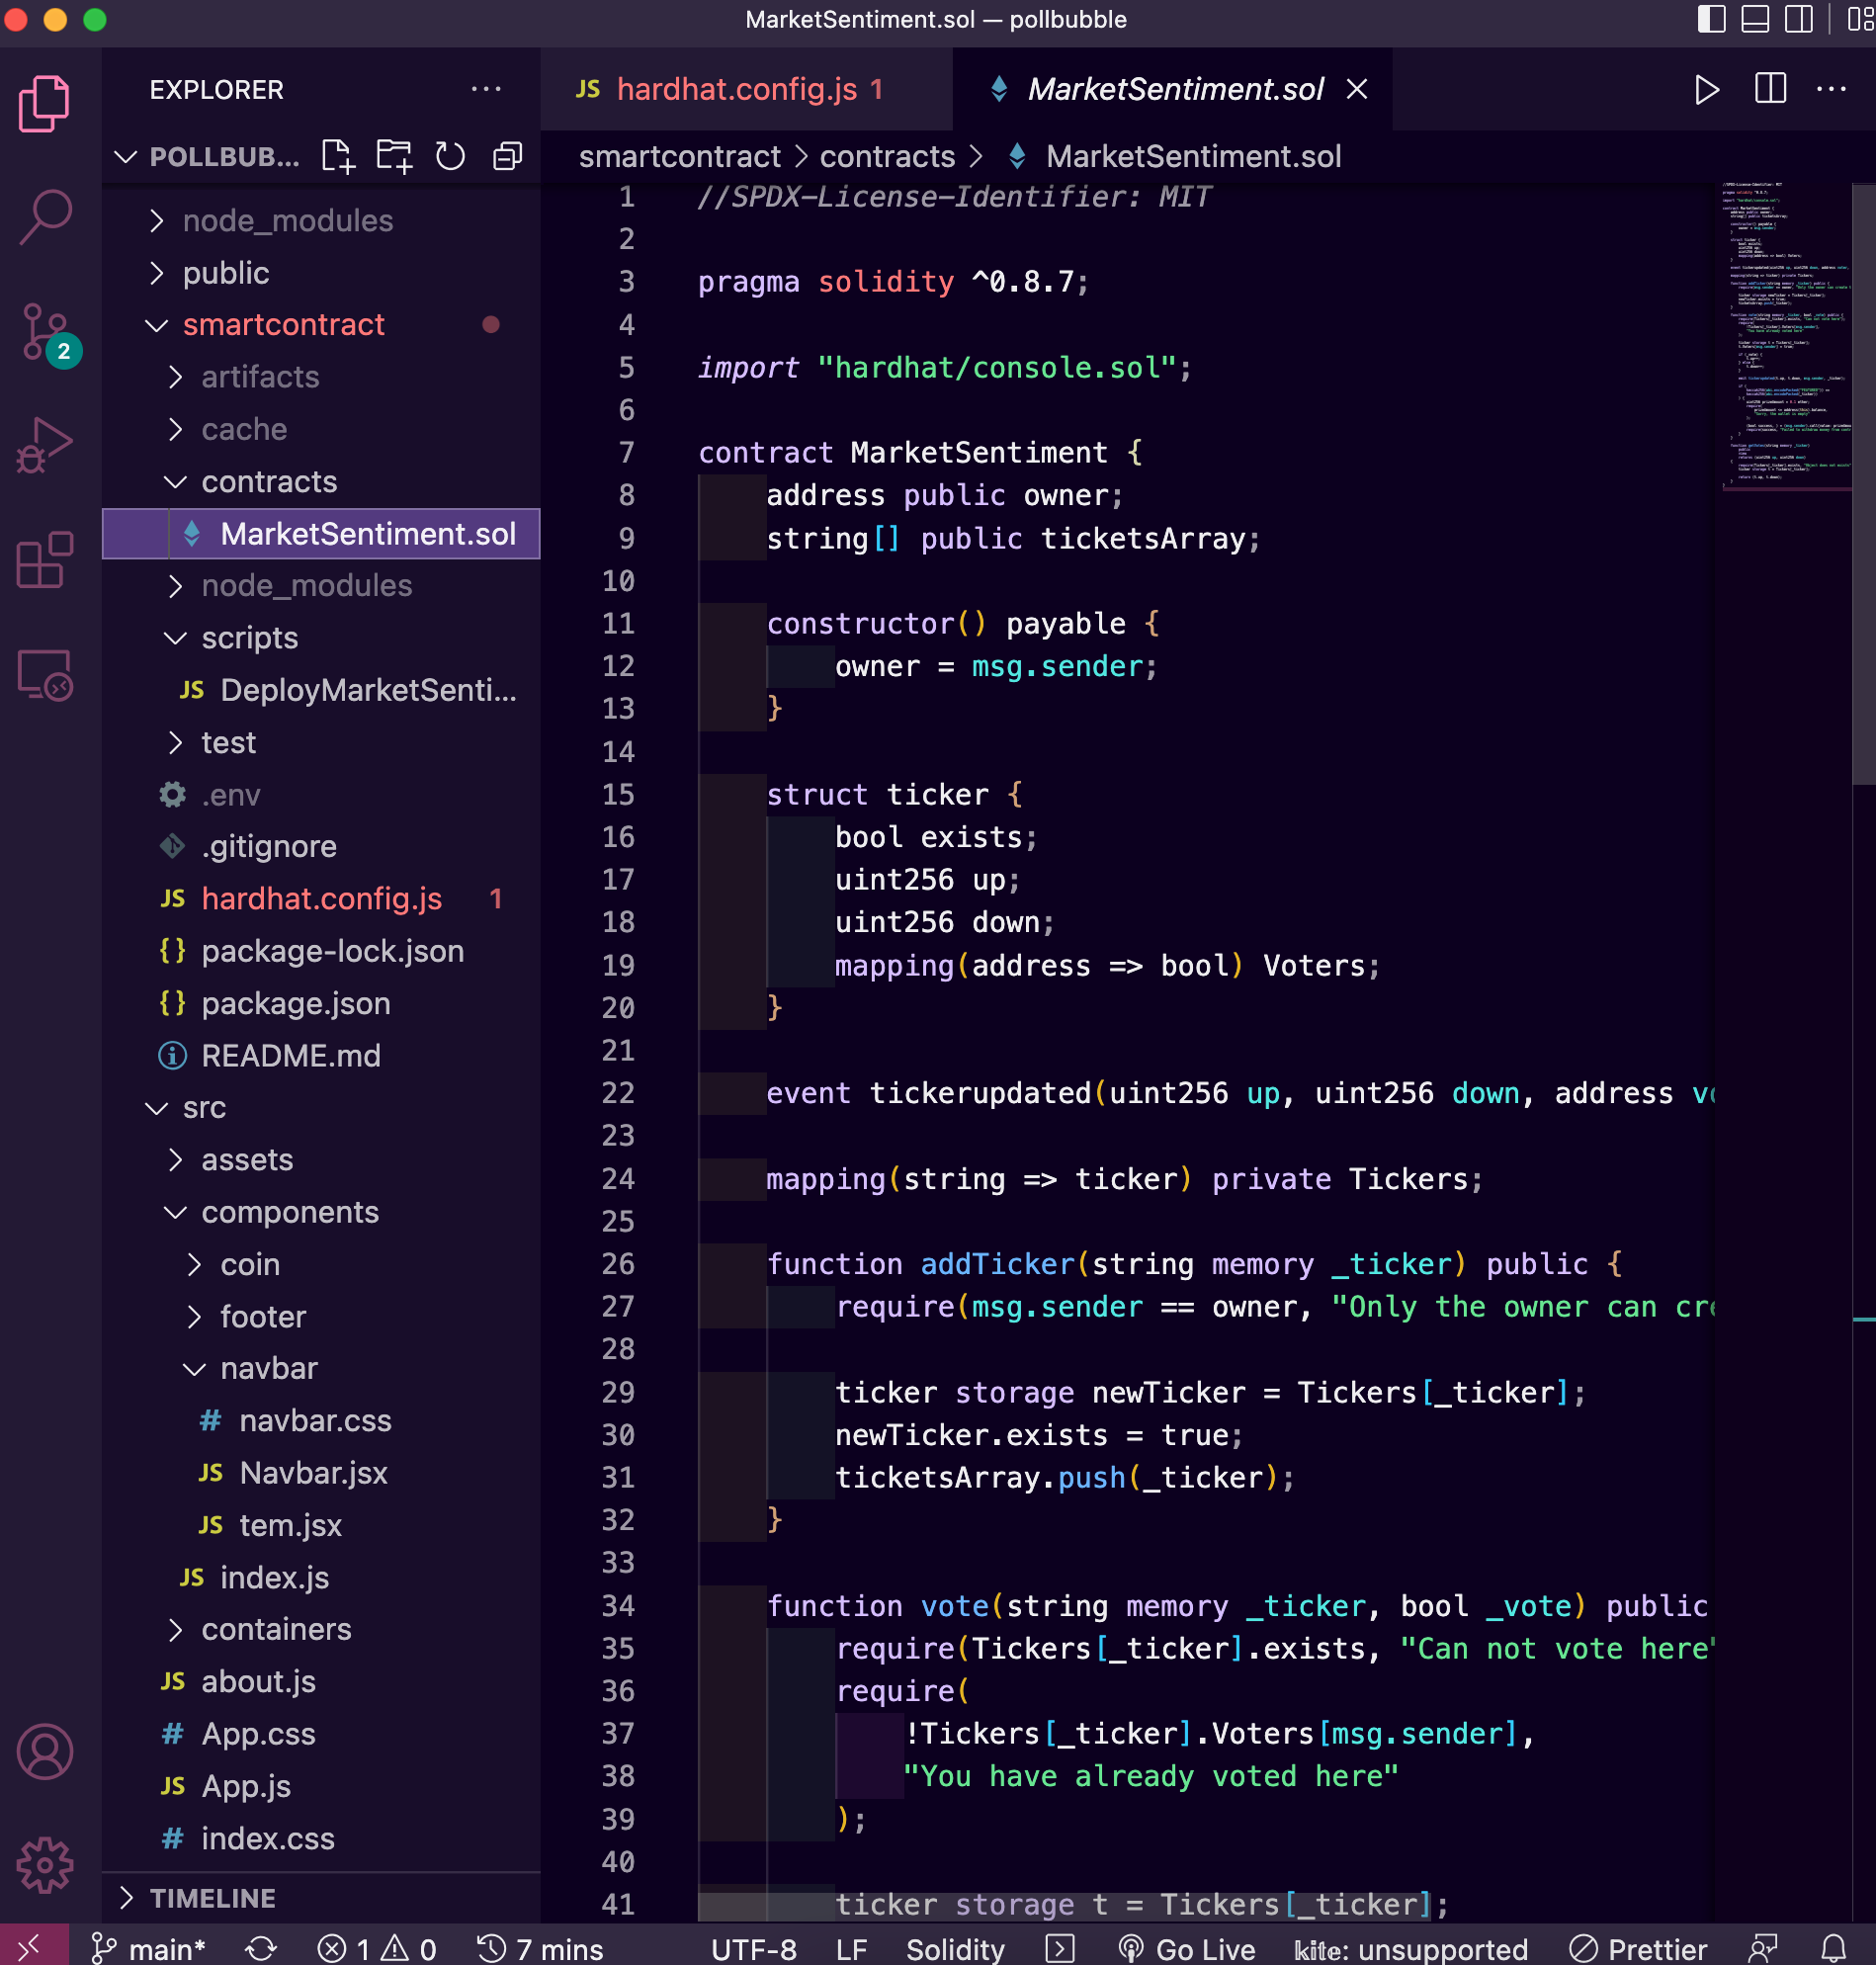 MarketSentiment.sol — pollbubble
EXPLORER
POLLBUB...
node_modules
public
smartcontract
artifacts
cache
contracts
MarketSentiment.sol
node_modules
scripts
JS DeployMarketSenti...
test
.env
.gitignore
JS hardhat.config.js 1
{} package-lock.json
{} package.json
README.md
src
assets
components
coin
footer
navbar
# navbar.css
JS Navbar.jsx
JS tem.jsx
JS index.js
containers
JS about.js
# App.css
JS App.js
# index.css
TIMELINE
2
JS hardhat.config.js 1
MarketSentiment.sol
smartcontract > contracts > MarketSentiment.sol
1 //SPDX-License-Identifier: MIT
2
3 pragma solidity ^0.8.7;
4
5 import "hardhat/console.sol";
6
7 contract MarketSentiment {
8 address public owner;
9 string[] public ticketsArray;
10
11 constructor() payable {
12 owner = msg.sender;
13 }
14
15 struct ticker {
16 bool exists;
17 uint256 up;
18 uint256 down;
19 mapping(address => bool) Voters;
20 }
21
22 event tickerupdated(uint256 up, uint256 down, address vo
23
24 mapping(string => ticker) private Tickers;
25
26 function addTicker(string memory _ticker) public {
27 require(msg.sender == owner, "Only the owner can cre
28
29 ticker storage newTicker = Tickers[_ticker];
30 newTicker.exists = true;
31 ticketsArray.push(_ticker);
32 }
33
34 function vote(string memory _ticker, bool _vote) public
35 require(Tickers[_ticker].exists, "Can not vote here"
36 require(
37 !Tickers[_ticker].Voters[msg.sender],
38 "You have already voted here"
39 );
40
41 ticker storage t = Tickers[_ticker];
main* 1 0 7 mins UTF-8 LF Solidity Go Live kite: unsupported Prettier